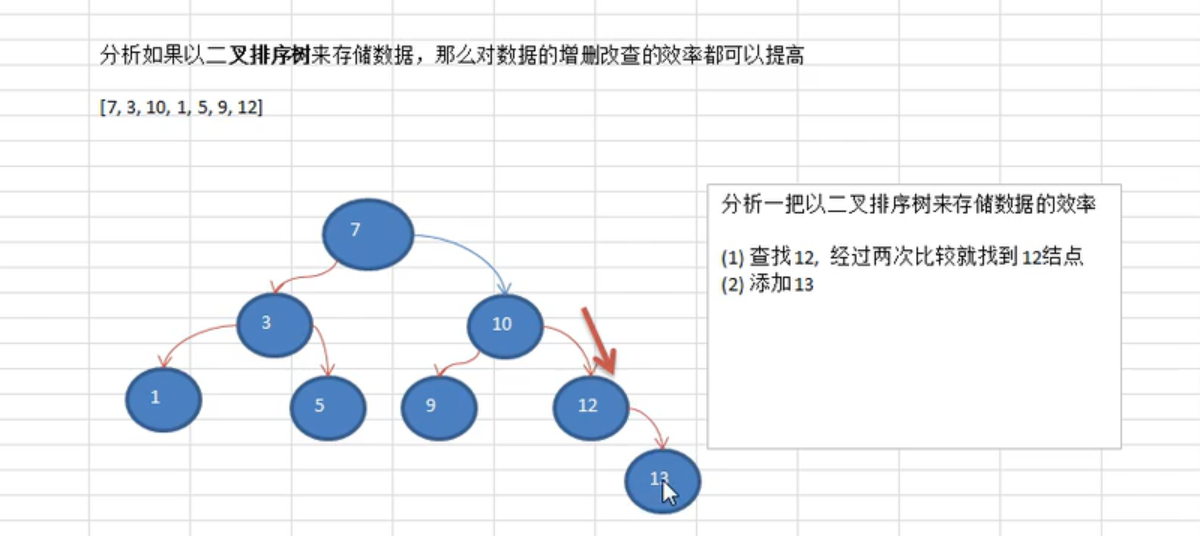 分析如果以二叉排序树来存储数据，那么对数据的增删改查的效率都可以提高
[7, 3, 10, 1, 5, 9, 12]
分析一把以二叉排序树来存储数据的效率
(1) 查找12, 经过两次比较就找到12结点
(2) 添加13
7
3
10
1
5
9
12
13